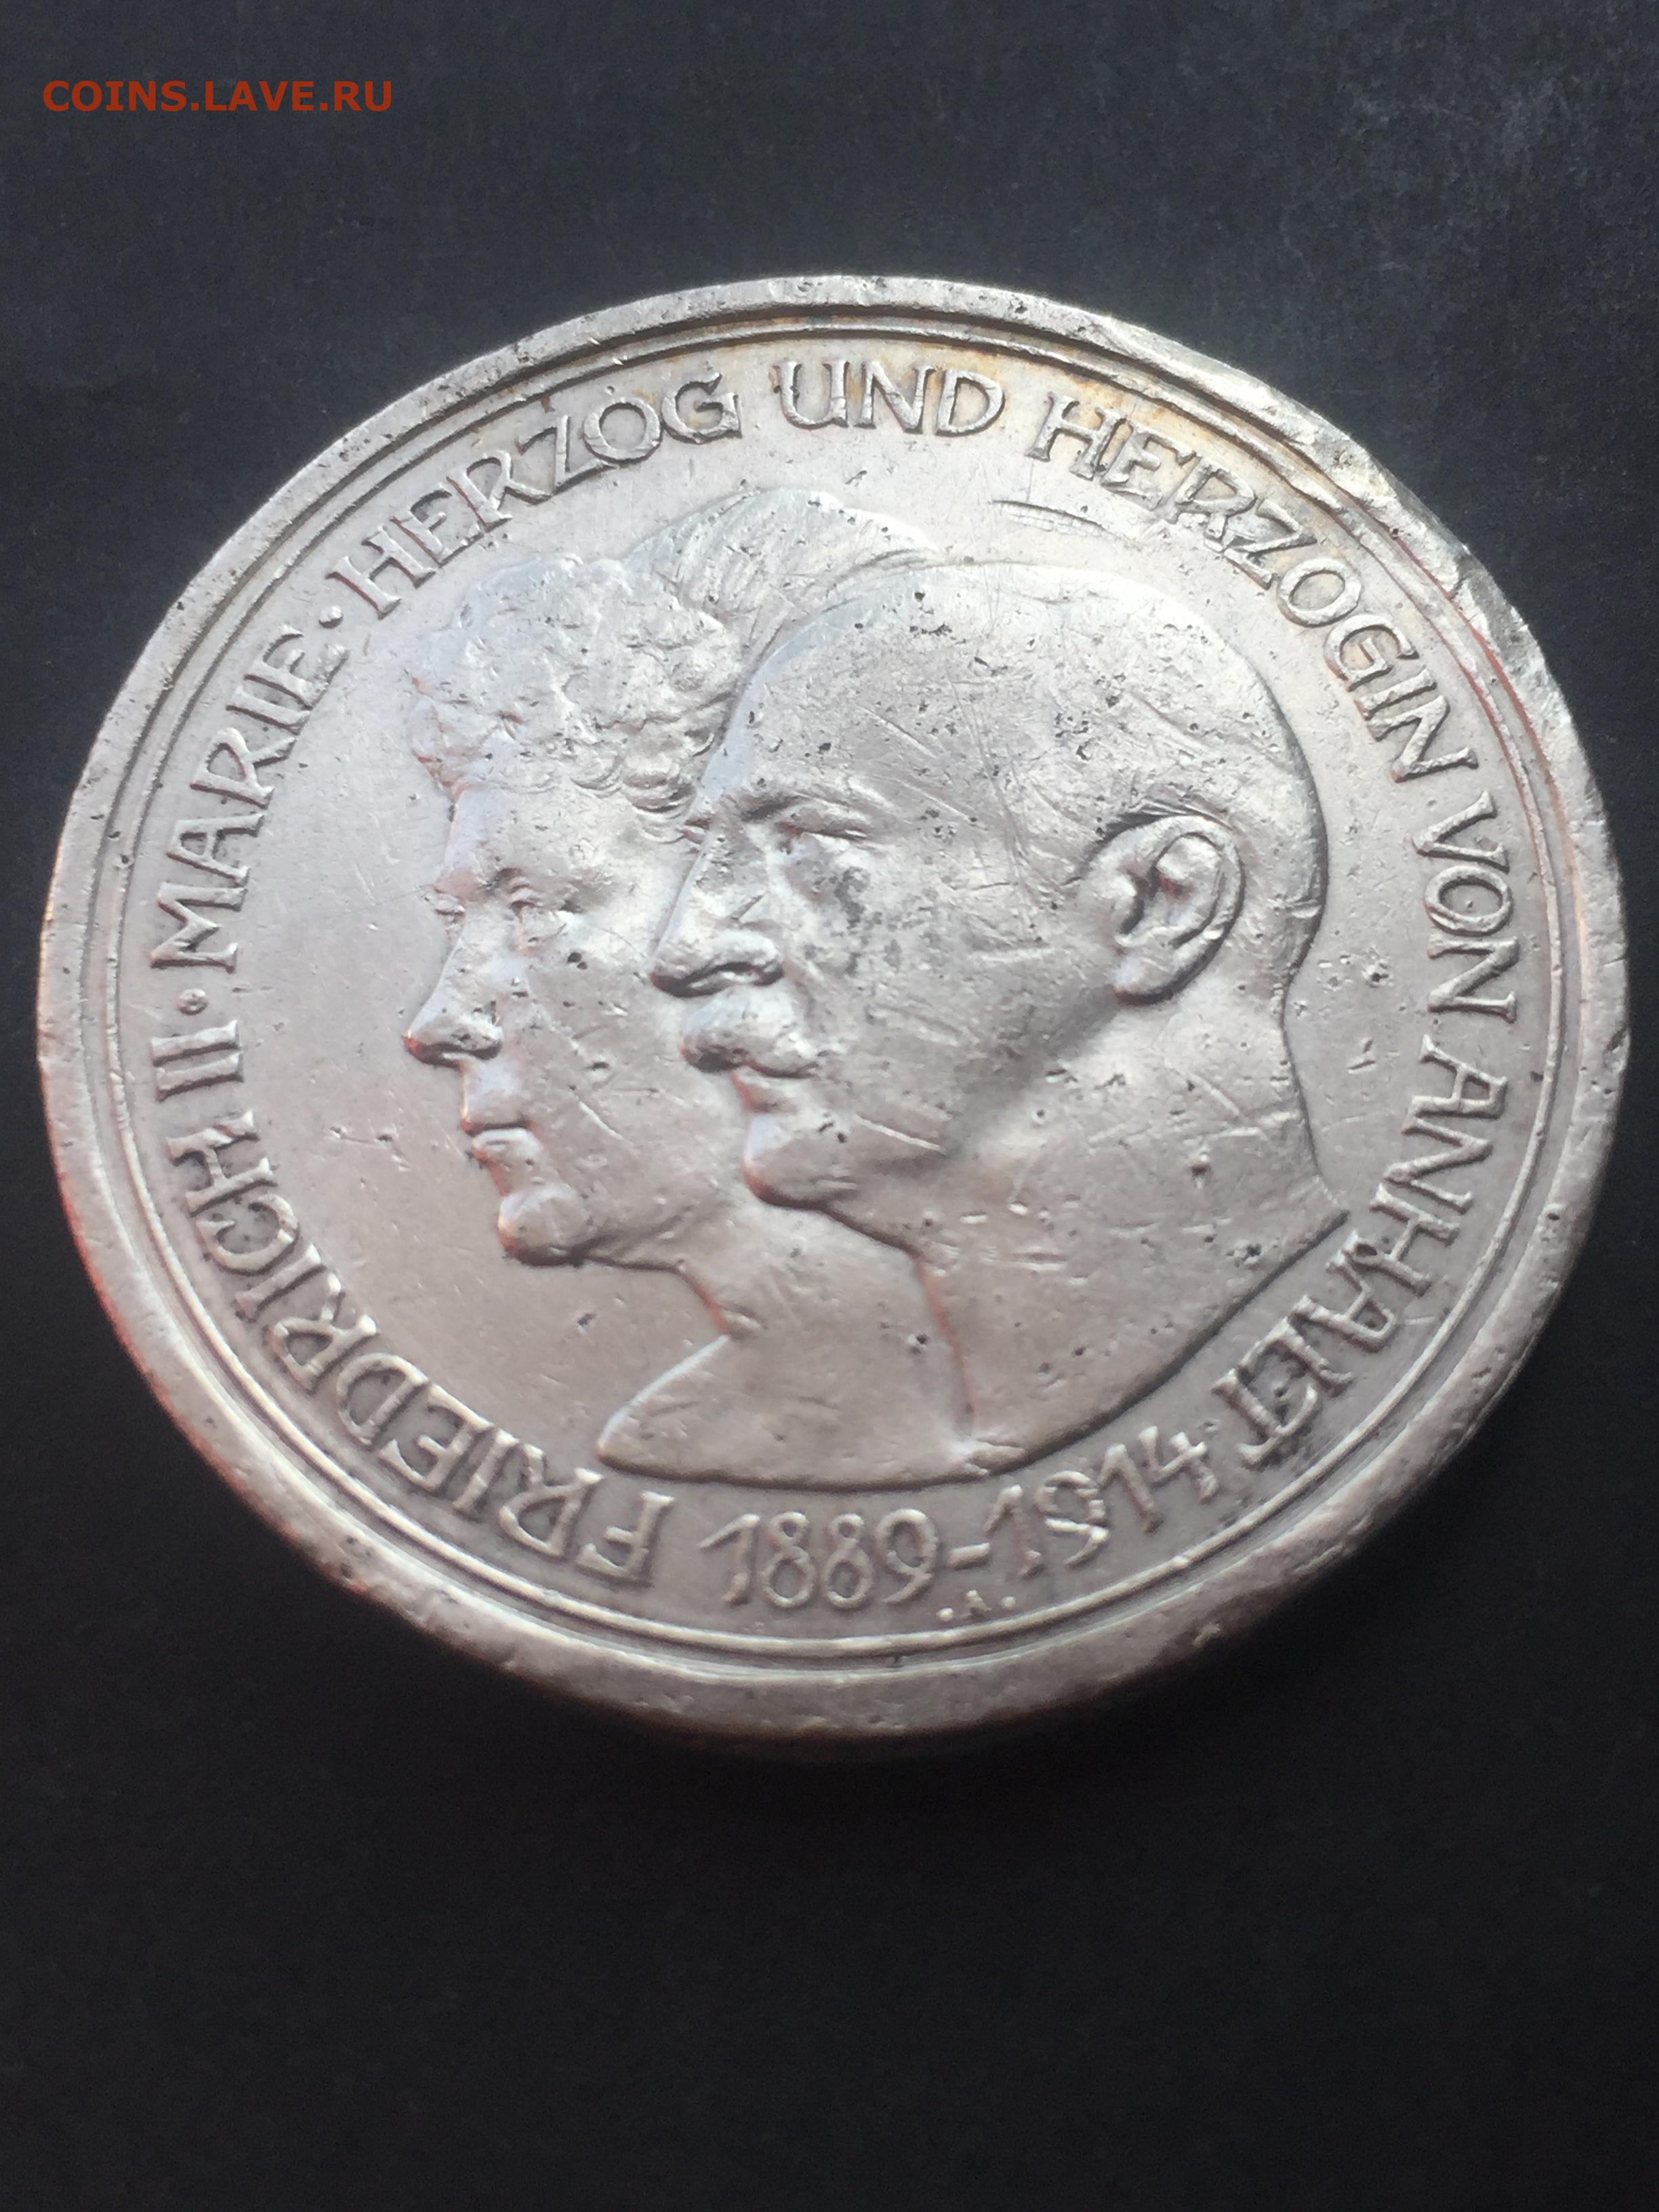 COINS.LAVE.RU
FRIEDRICH II · MARIE · HERZOG UND HERZOGIN VON ANHALT
1889-1914
·A·